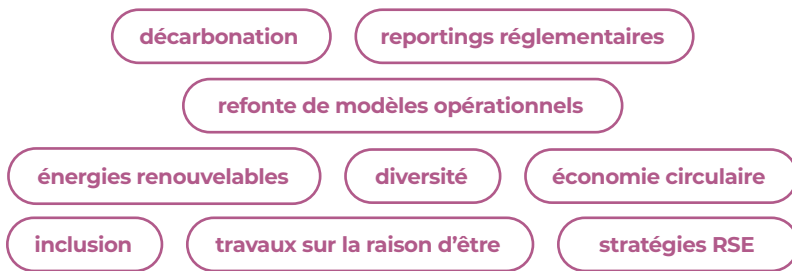 décarbonation reportings réglementaires
refonte de modèles opérationnels
énergies renouvelables diversité économie circulaire
inclusion travaux sur la raison d’être stratégies RSE